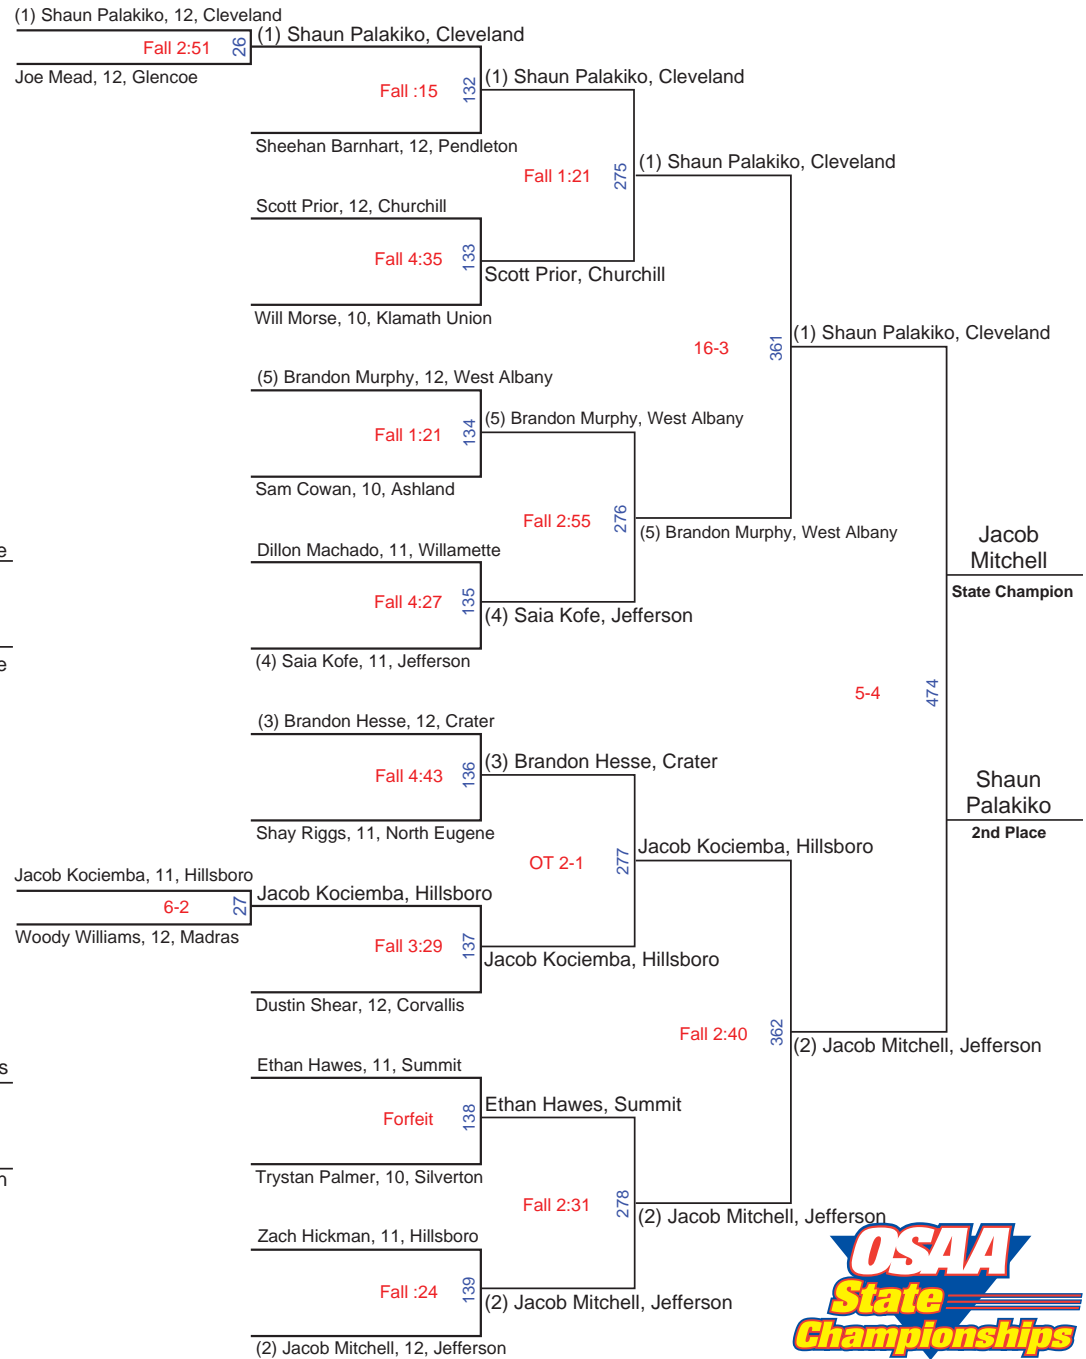 (1) Shaun Palakiko, 12, Cleveland
Fall 2:51
26
Joe Mead, 12, Glencoe
(1) Shaun Palakiko, Cleveland
Fall :15
132
Sheehan Barnhart, 12, Pendleton
(1) Shaun Palakiko, Cleveland
Fall 1:21
275
(1) Shaun Palakiko, Cleveland
Scott Prior, 12, Churchill
Fall 4:35
133
Scott Prior, Churchill
Will Morse, 10, Klamath Union
16-3
361
(1) Shaun Palakiko, Cleveland
(5) Brandon Murphy, 12, West Albany
Fall 1:21
134
(5) Brandon Murphy, West Albany
Sam Cowan, 10, Ashland
Fall 2:55
276
(5) Brandon Murphy, West Albany
e
Dillon Machado, 11, Willamette
Fall 4:27
135
(4) Saia Kofe, Jefferson
e
(4) Saia Kofe, 11, Jefferson
Jacob
Mitchell
State Champion
5-4
474
Shaun
Palakiko
2nd Place
(3) Brandon Hesse, 12, Crater
Fall 4:43
136
(3) Brandon Hesse, Crater
Shay Riggs, 11, North Eugene
OT 2-1
277
Jacob Kociemba, Hillsboro
Jacob Kociemba, 11, Hillsboro
6-2
27
Woody Williams, 12, Madras
Jacob Kociemba, Hillsboro
Fall 3:29
137
Jacob Kociemba, Hillsboro
Dustin Shear, 12, Corvallis
Fall 2:40
362
(2) Jacob Mitchell, Jefferson
s
Ethan Hawes, 11, Summit
Forfeit
138
Ethan Hawes, Summit
n
Trystan Palmer, 10, Silverton
Fall 2:31
278
(2) Jacob Mitchell, Jefferson
Zach Hickman, 11, Hillsboro
Fall :24
139
(2) Jacob Mitchell, Jefferson
(2) Jacob Mitchell, 12, Jefferson
OSAA
State
Championships